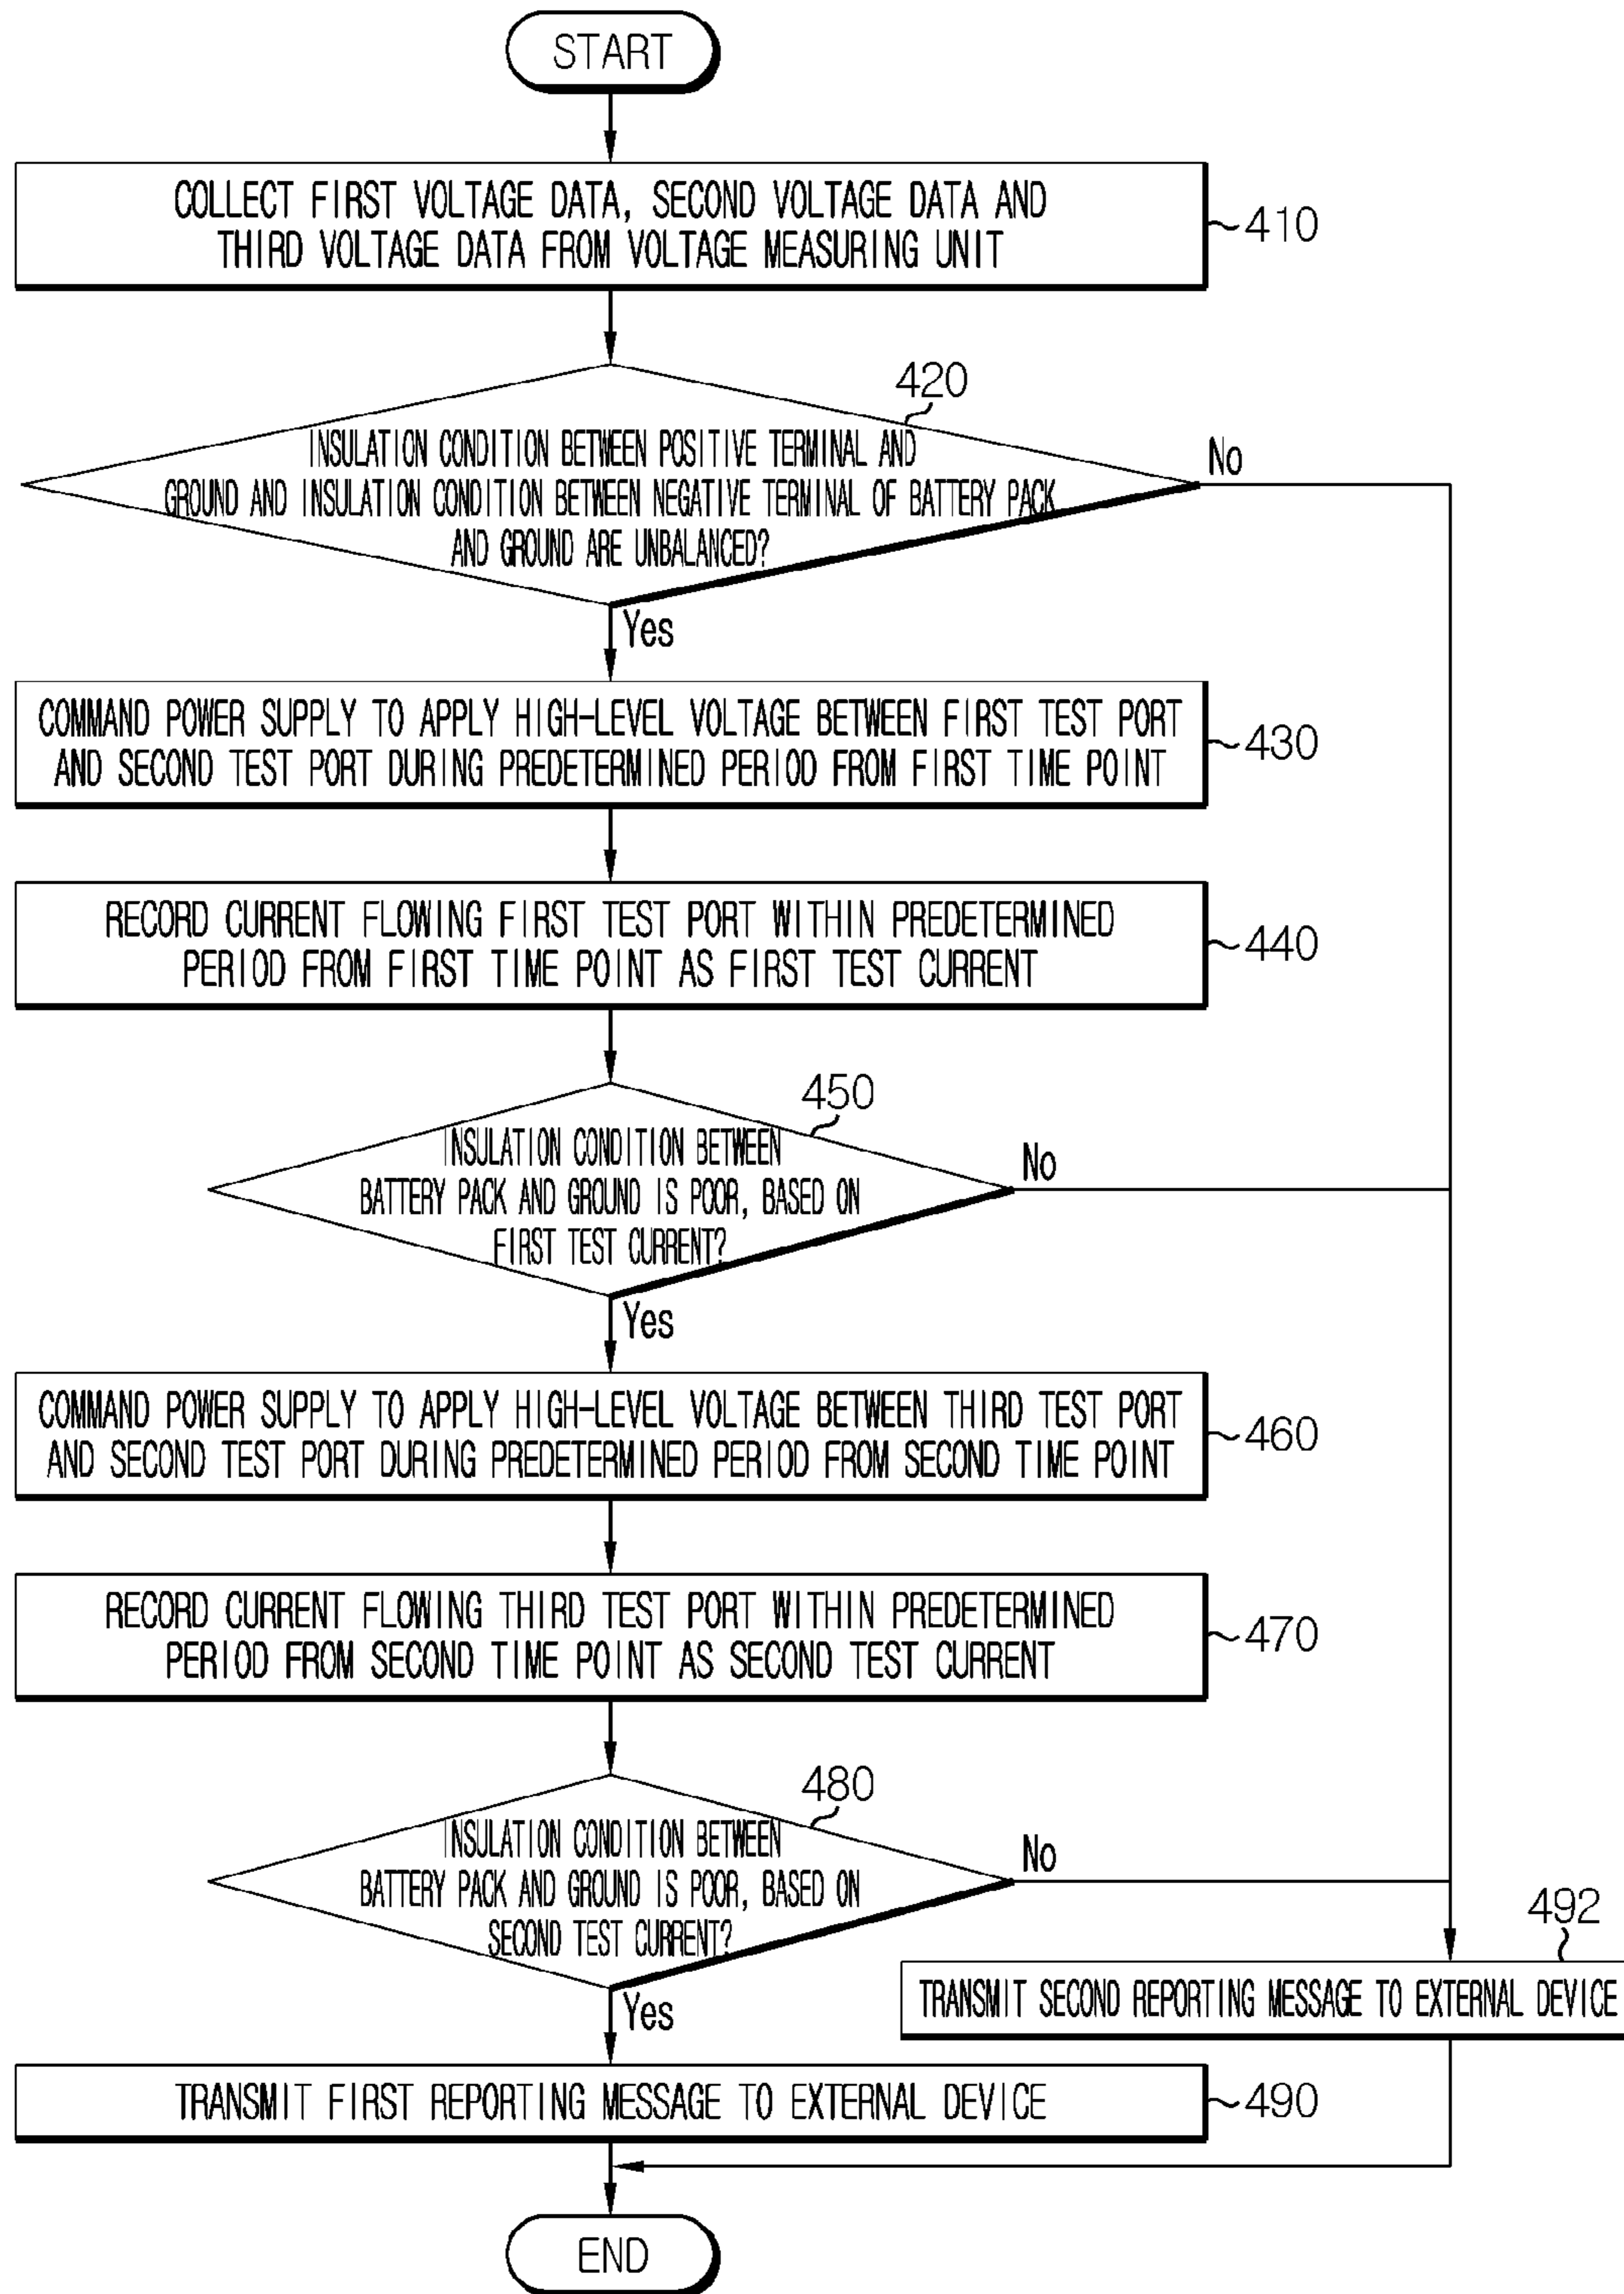 START
COLLECT FIRST VOLTAGE DATA, SECOND VOLTAGE DATA AND
THIRD VOLTAGE DATA FROM VOLTAGE MEASURING UNIT
410
420
INSULATION CONDITION BETWEEN POSITIVE TERMINAL AND
GROUND AND INSULATION CONDITION BETWEEN NEGATIVE TERMINAL OF BATTERY PACK
AND GROUND ARE UNBALANCED?
No
Yes
COMMAND POWER SUPPLY TO APPLY HIGH-LEVEL VOLTAGE BETWEEN FIRST TEST PORT
AND SECOND TEST PORT DURING PREDETERMINED PERIOD FROM FIRST TIME POINT
430
RECORD CURRENT FLOWING FIRST TEST PORT WITHIN PREDETERMINED
PERIOD FROM FIRST TIME POINT AS FIRST TEST CURRENT
440
450
INSULATION CONDITION BETWEEN
BATTERY PACK AND GROUND IS POOR, BASED ON
FIRST TEST CURRENT?
No
Yes
COMMAND POWER SUPPLY TO APPLY HIGH-LEVEL VOLTAGE BETWEEN THIRD TEST PORT
AND SECOND TEST PORT DURING PREDETERMINED PERIOD FROM SECOND TIME POINT
460
RECORD CURRENT FLOWING THIRD TEST PORT WITHIN PREDETERMINED
PERIOD FROM SECOND TIME POINT AS SECOND TEST CURRENT
470
480
INSULATION CONDITION BETWEEN
BATTERY PACK AND GROUND IS POOR, BASED ON
SECOND TEST CURRENT?
No
Yes
492
TRANSMIT SECOND REPORTING MESSAGE TO EXTERNAL DEVICE
TRANSMIT FIRST REPORTING MESSAGE TO EXTERNAL DEVICE
490
END